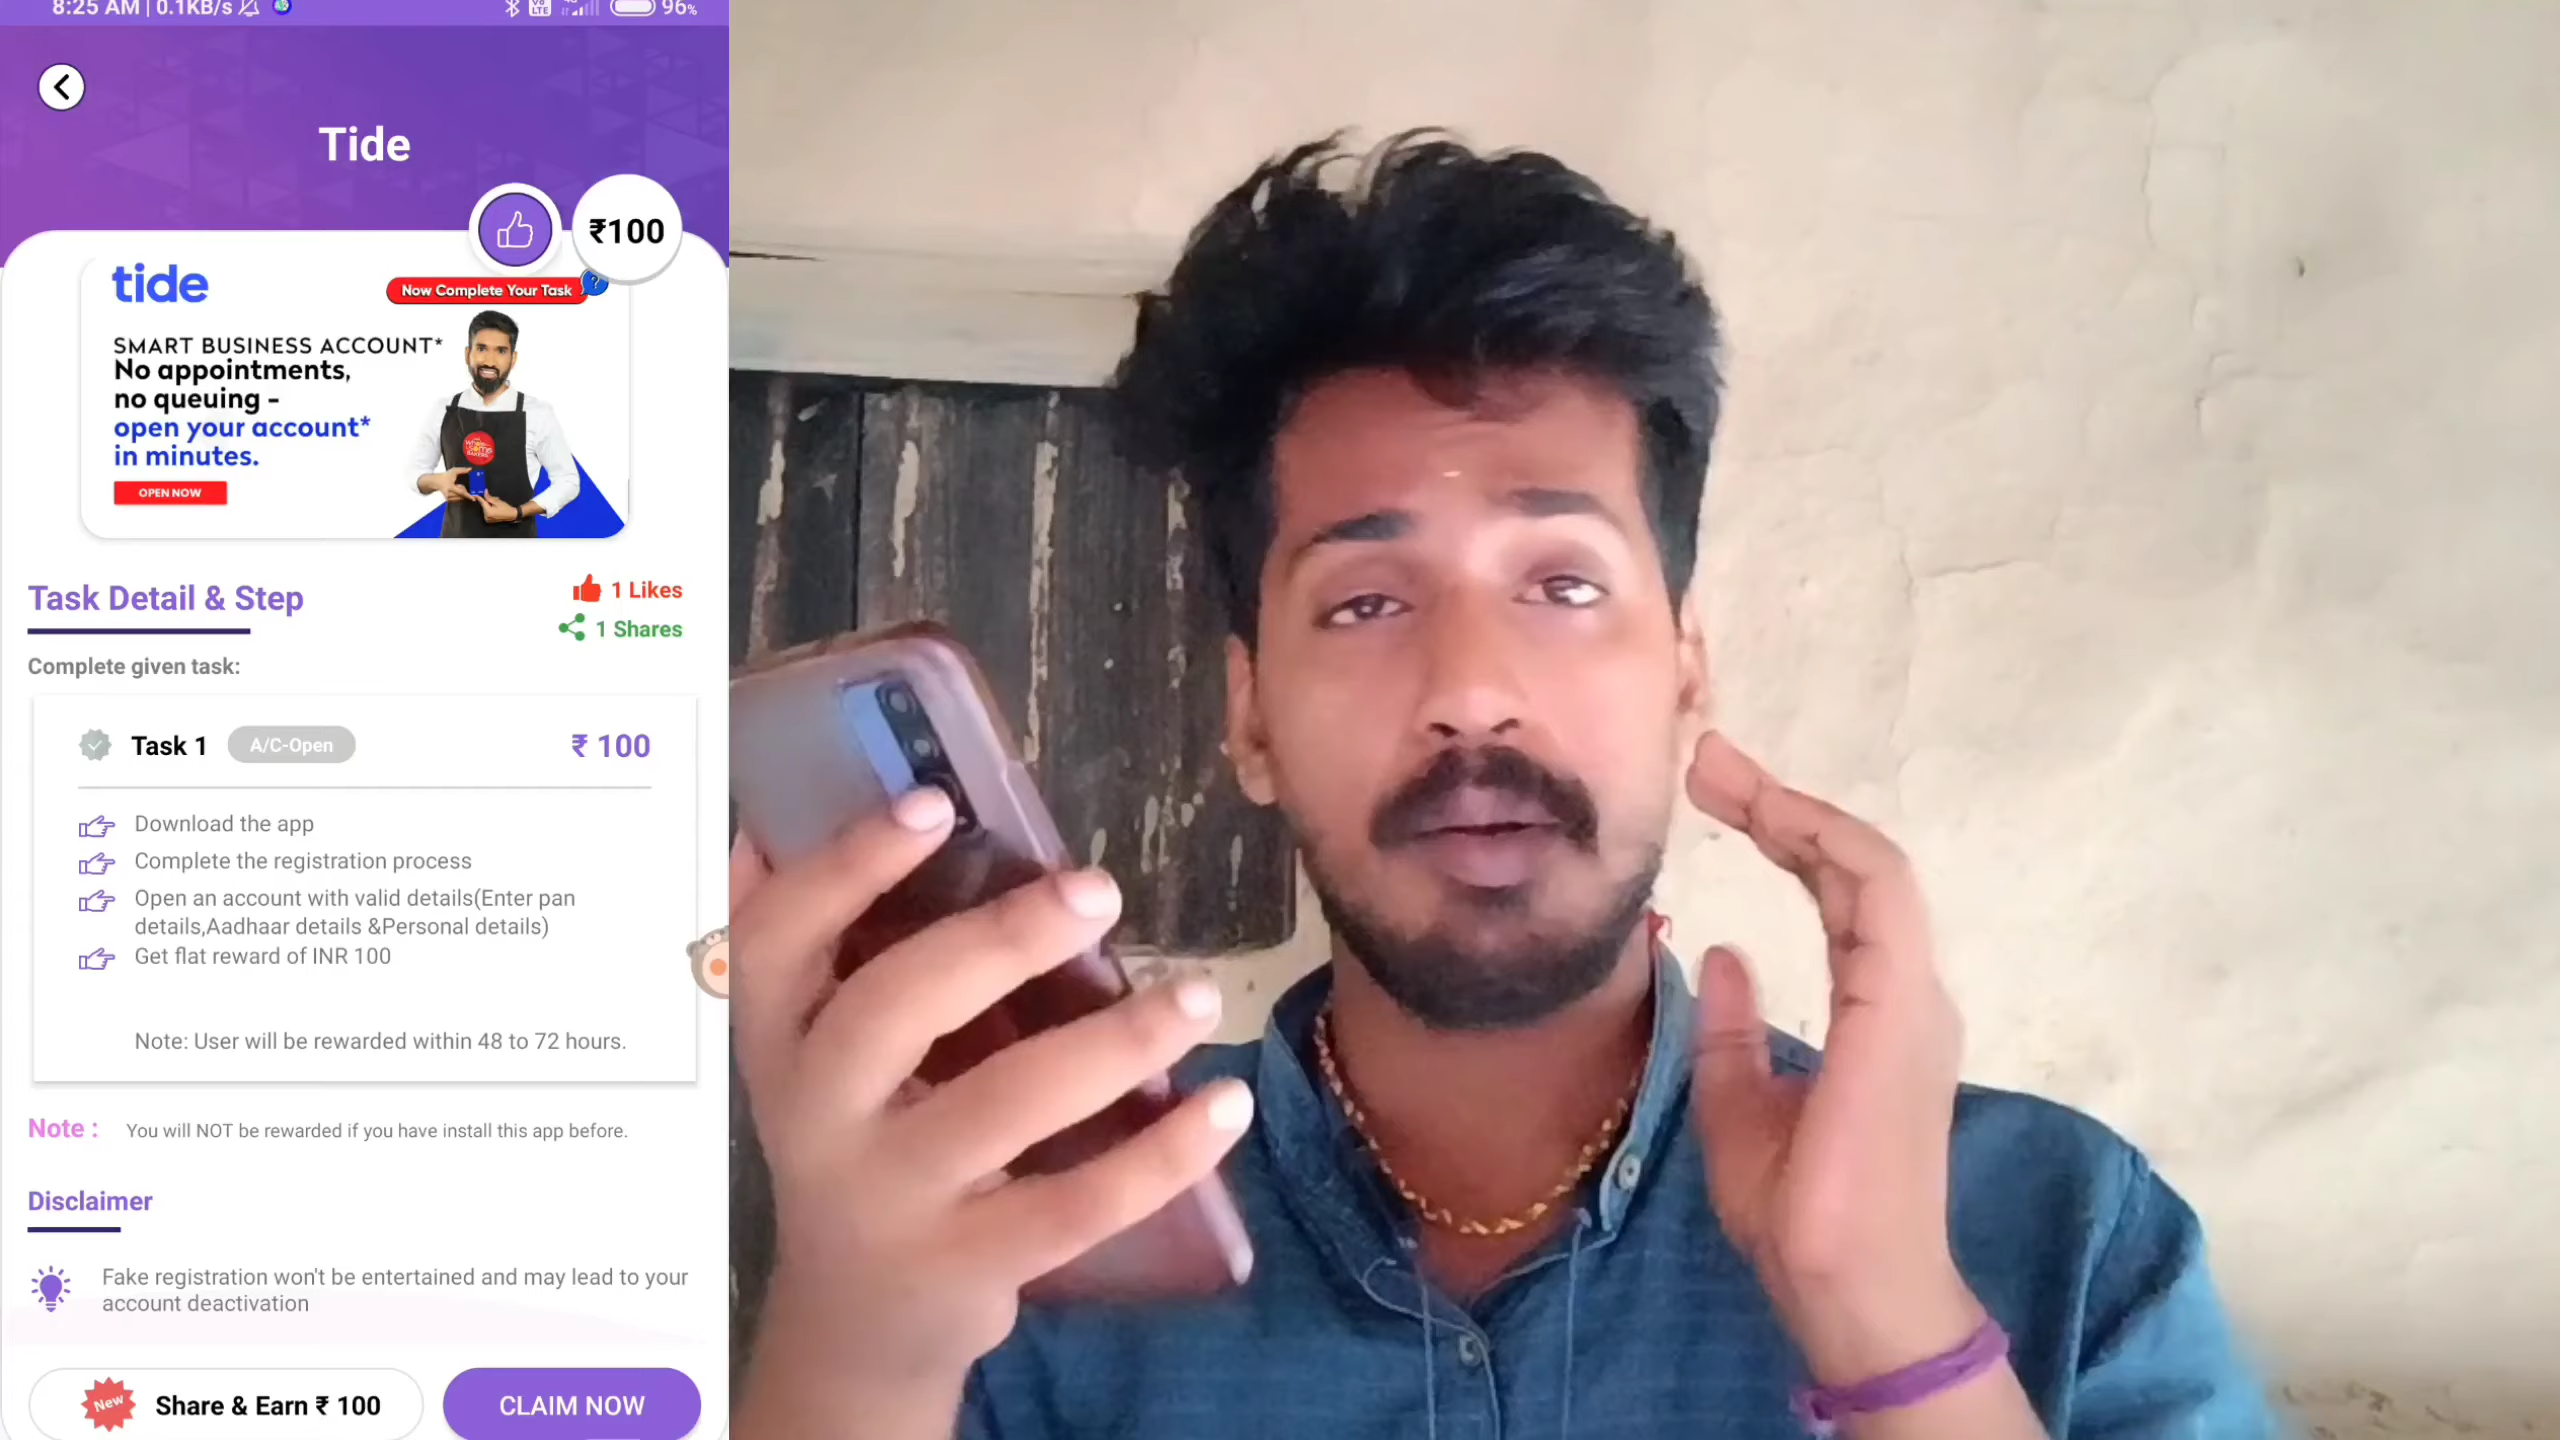 8:25 AM | 0.1KB/s
96%
Tide
₹100
tide
Now Complete Your Task
?
SMART BUSINESS ACCOUNT*
No appointments,
no queuing -
open your account*
in minutes.
OPEN NOW
Task Detail & Step
1 Likes
1 Shares
Complete given task:
Task 1
A/C-Open
₹ 100
Download the app
Complete the registration process
Open an account with valid details(Enter pan
details,Aadhaar details &Personal details)
Get flat reward of INR 100
Note: User will be rewarded within 48 to 72 hours.
Note :
You will NOT be rewarded if you have install this app before.
Disclaimer
Fake registration won't be entertained and may lead to your
account deactivation
New
Share & Earn ₹ 100
CLAIM NOW